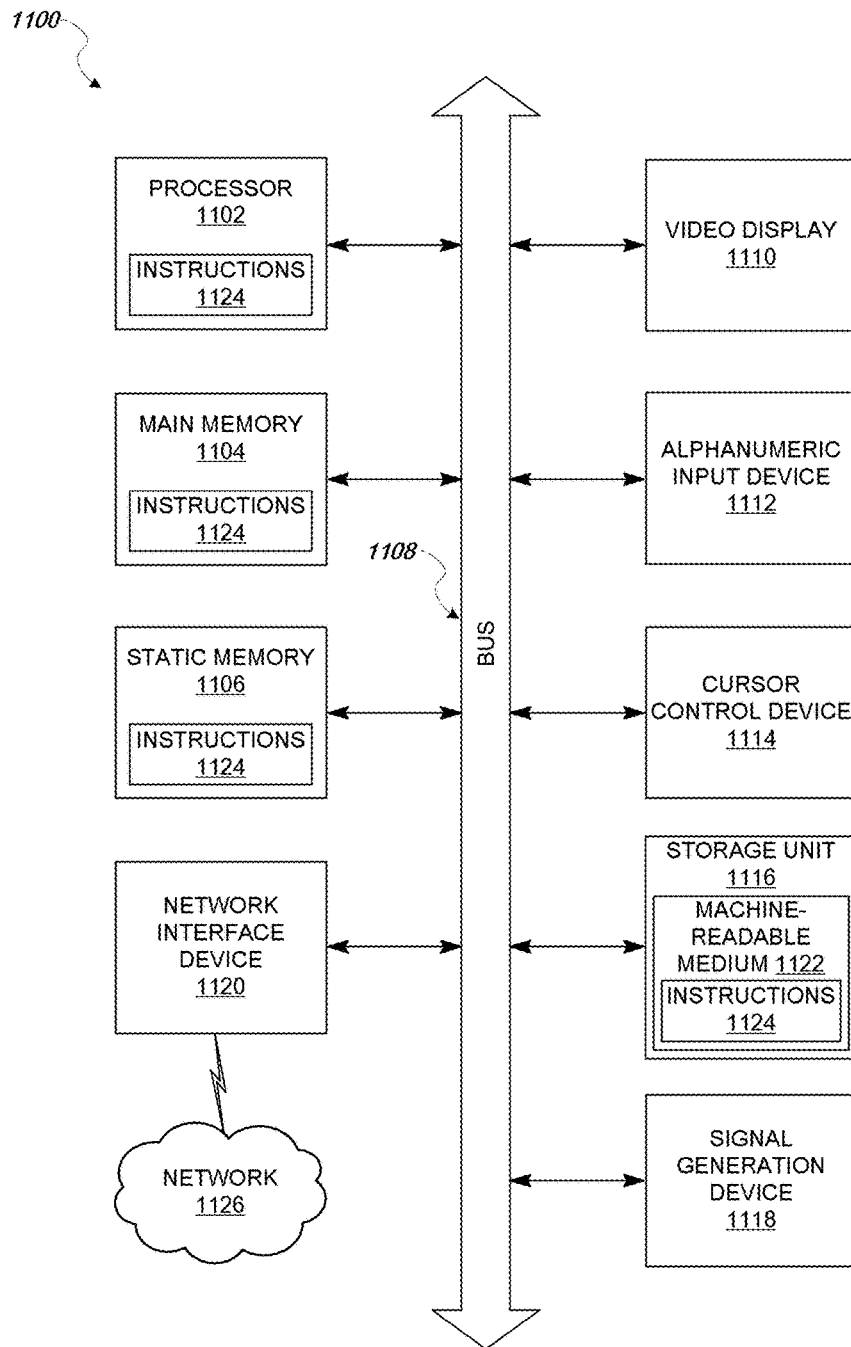 1100
PROCESSOR
1102
INSTRUCTIONS
1124
MAIN MEMORY
1104
INSTRUCTIONS
1124
STATIC MEMORY
1106
INSTRUCTIONS
1124
NETWORK
INTERFACE
DEVICE
1120
NETWORK
1126
1108
BUS
VIDEO DISPLAY
1110
ALPHANUMERIC
INPUT DEVICE
1112
CURSOR
CONTROL DEVICE
1114
STORAGE UNIT
1116
MACHINE-
READABLE
MEDIUM 1122
INSTRUCTIONS
1124
SIGNAL
GENERATION
DEVICE
1118